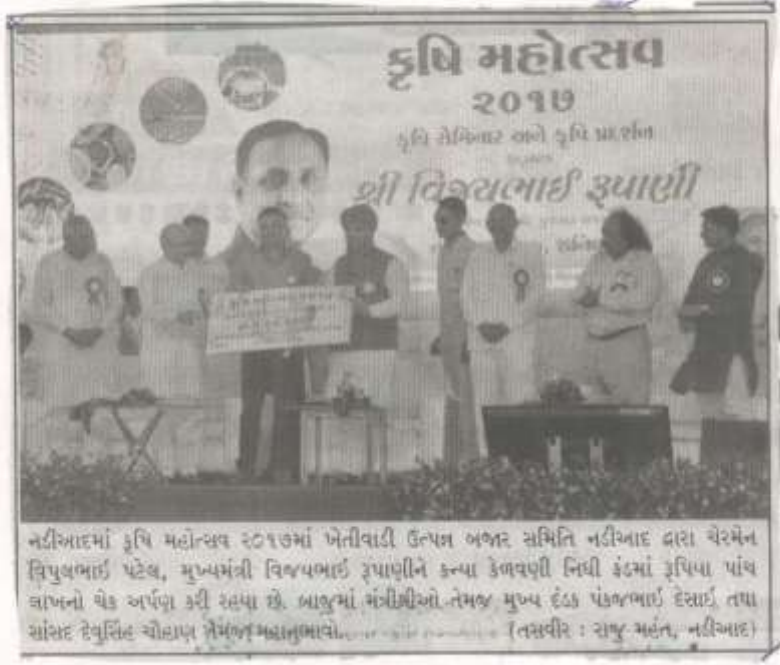 કૃષિ મહોત્સવ
૨૦૧૭
કૃષિ સેમિનાર અને કૃષિ પ્રદર્શન
શ્રી વિજયભાઈ રૂપાણી
નડીઆદમાં કૃષિ મહોત્સવ ૨૦૧૭માં ખેતીવાડી ઉત્પન્ન બજાર સમિતિ નડીઆદ દ્વારા ચેરમેન
વિપુલભાઈ પટેલ, મુખ્યમંત્રી વિજયભાઈ રૂપાણીને કન્યા કેળવણી નિધી ફંડમાં રૂપિયા પાંચ
લાખનો ચેક અર્પણ કરી રહયા છે. બાજુમાં મંત્રીશ્રીઓ તેમજ મુખ્ય દંડક પંકજભાઈ દેસાઈ તથા
સાંસદ દેવુસિંહ ચૌહાણ તેમજ મહાનુભાવો. (તસવીર : રાજુ મહંત, નડીઆદ)